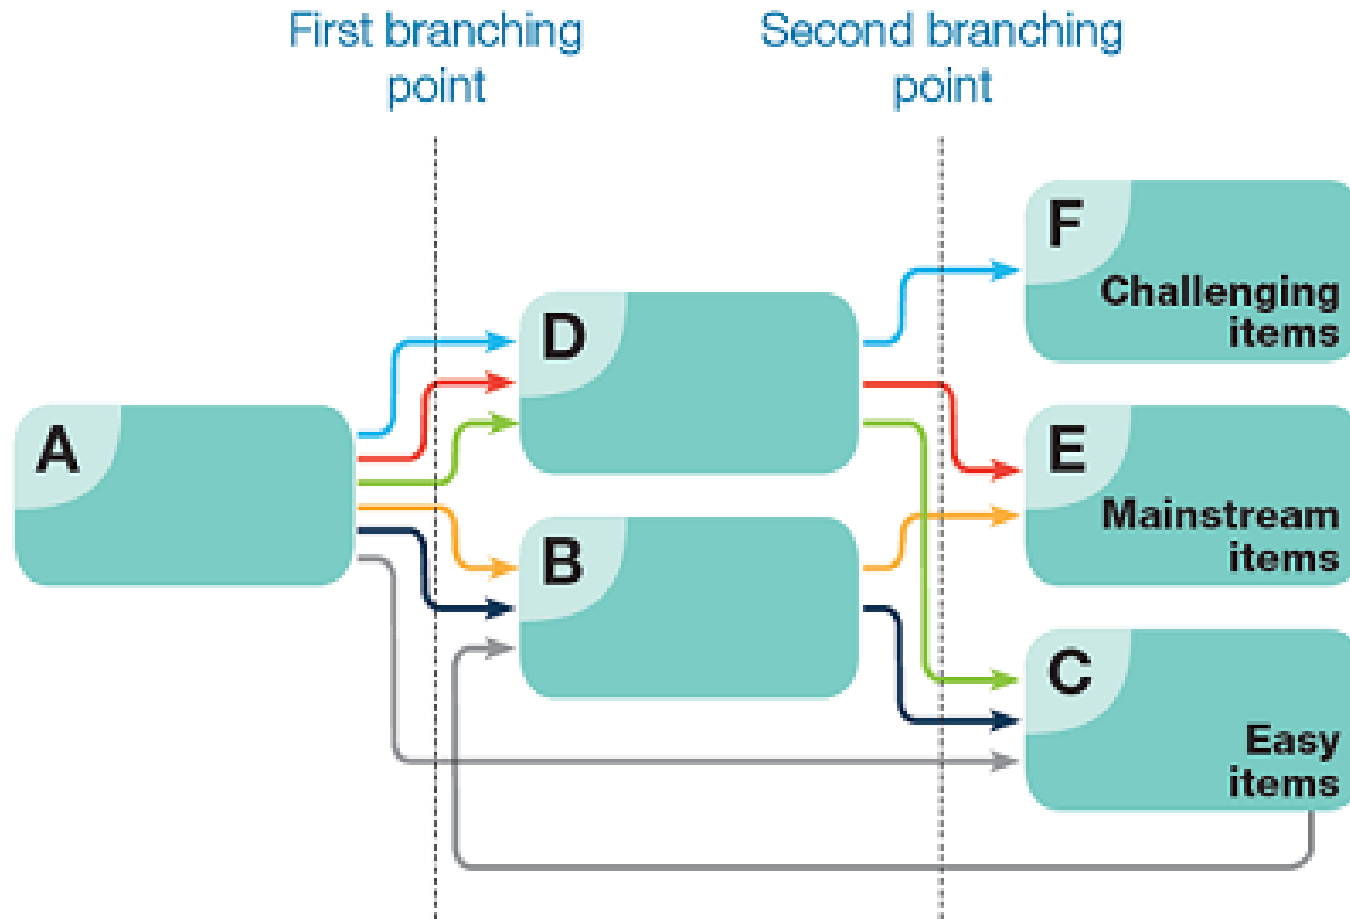 First branching
point
Second branching
point
F
Challenging
items
D
A
E
Mainstream
items
B
C
Easy
items